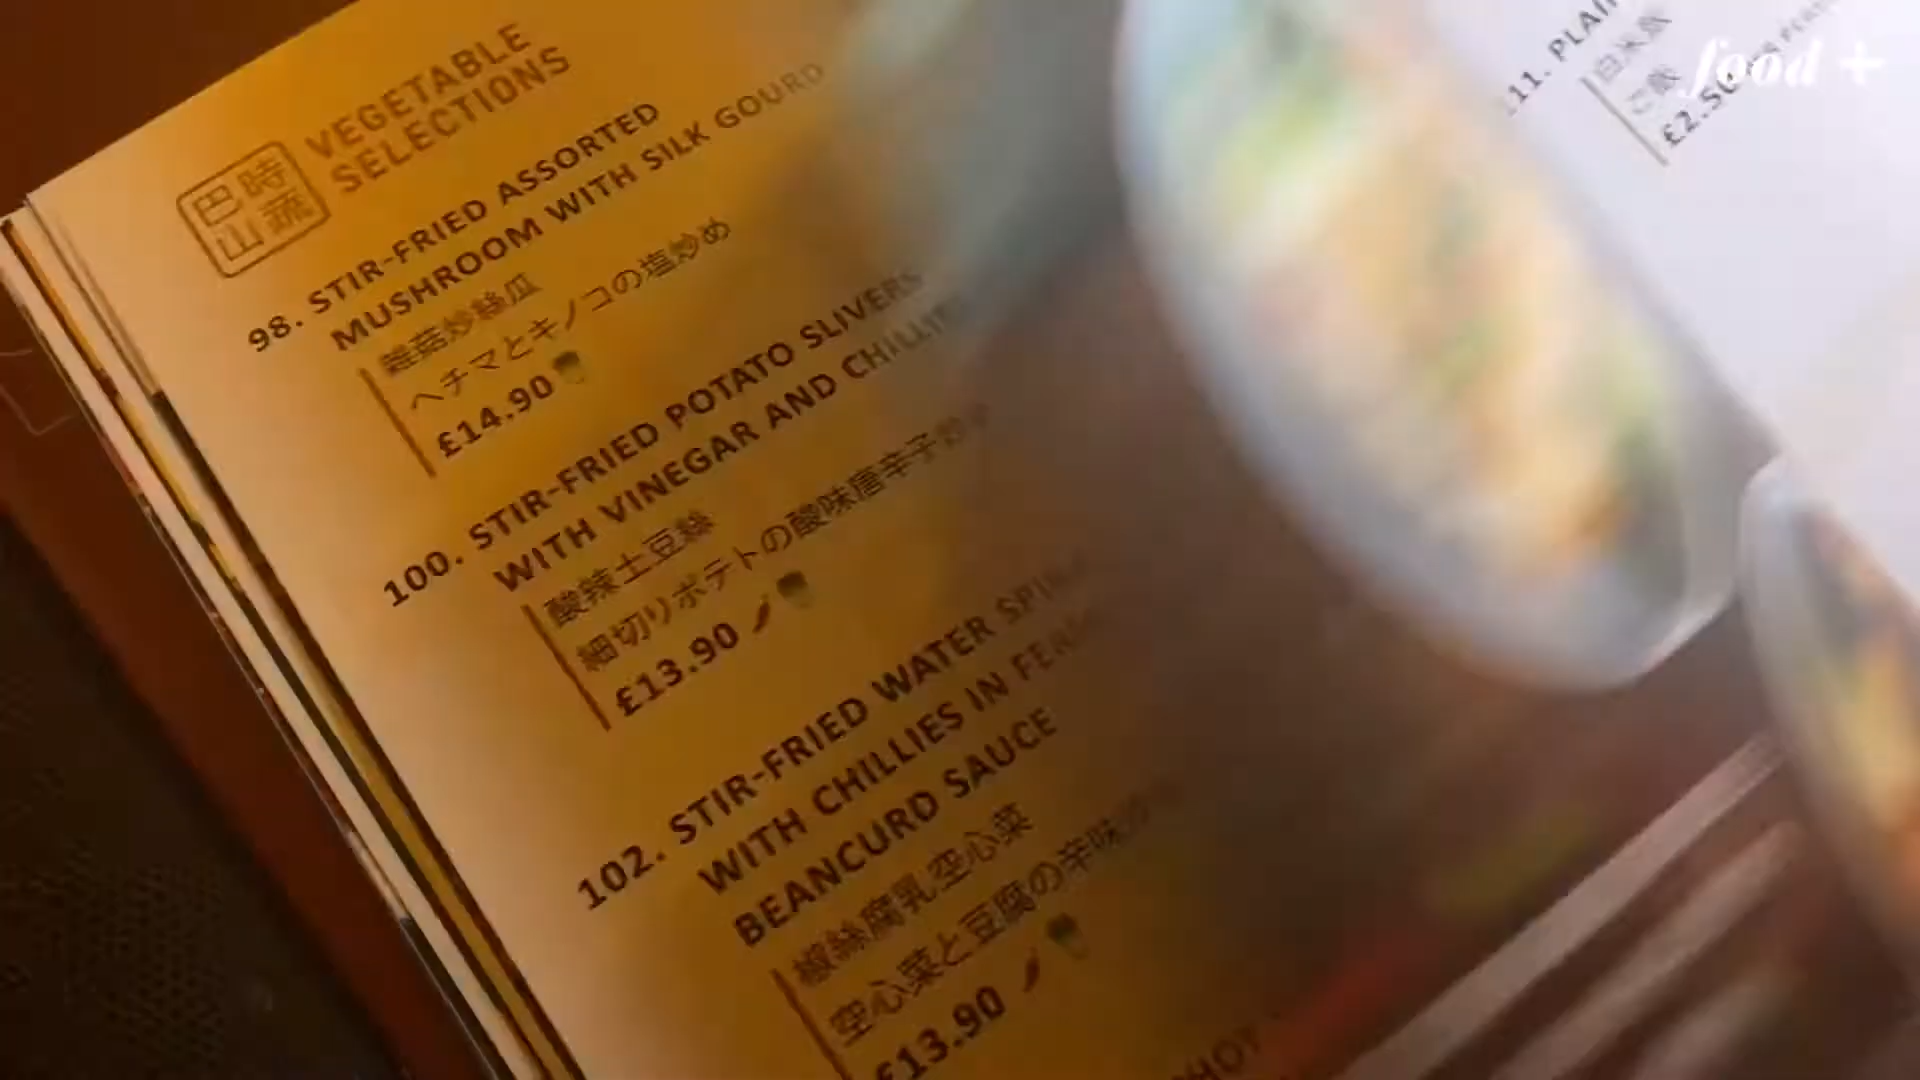 VEGETABLE
SELECTIONS
巴時
山蔬
98. STIR-FRIED ASSORTED
MUSHROOM WITH SILK GOURD
雜菇炒絲瓜
ヘチマとキノコの塩炒め
£14.90
100. STIR-FRIED POTATO SLIVERS
WITH VINEGAR AND CHILLIES
酸辣土豆絲
細切りポテトの酸味唐辛子炒め
£13.90
102. STIR-FRIED WATER
WITH CHILLIES IN
BEANCURD SAUCE
椒絲腐乳空心菜
空心菜と豆腐の辛味
£13.90
111. PLAIN
白米飯
ご飯
£2.50
food +